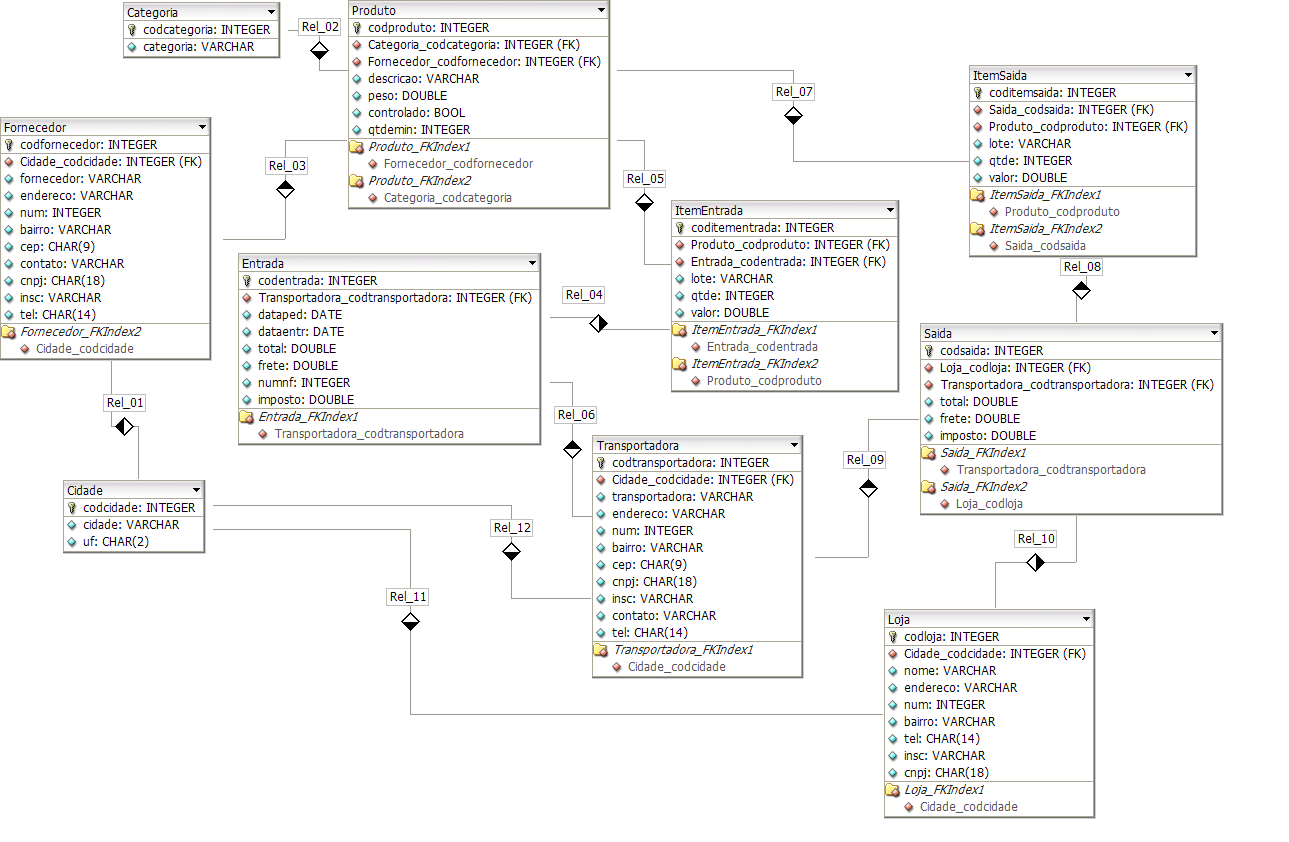 Categoria
codcategoria: INTEGER
categoria: VARCHAR
Rel_02
Produto
codproduto: INTEGER
Categoria_codcategoria: INTEGER (FK)
Fornecedor_codfornecedor: INTEGER (FK)
descricao: VARCHAR
peso: DOUBLE
controlado: BOOL
qtdemin: INTEGER
Produto_FKIndex1
Fornecedor_codfornecedor
Produto_FKIndex2
Categoria_codcategoria
Rel_07
ItemSaida
coditemsaida: INTEGER
Saida_codsaida: INTEGER (FK)
Produto_codproduto: INTEGER (FK)
lote: VARCHAR
qtde: INTEGER
valor: DOUBLE
ItemSaida_FKIndex1
Produto_codproduto
ItemSaida_FKIndex2
Saida_codsaida
Fornecedor
codfornecedor: INTEGER
Cidade_codcidade: INTEGER (FK)
fornecedor: VARCHAR
endereco: VARCHAR
num: INTEGER
bairro: VARCHAR
cep: CHAR(9)
contato: VARCHAR
cnpj: CHAR(18)
insc: VARCHAR
tel: CHAR(14)
Fornecedor_FKIndex2
Cidade_codcidade
Rel_03
Rel_05
ItemEntrada
coditementrada: INTEGER
Produto_codproduto: INTEGER (FK)
Entrada_codentrada: INTEGER (FK)
lote: VARCHAR
qtde: INTEGER
valor: DOUBLE
ItemEntrada_FKIndex1
Entrada_codentrada
ItemEntrada_FKIndex2
Produto_codproduto
Entrada
codentrada: INTEGER
Transportadora_codtransportadora: INTEGER (FK)
dataped: DATE
dataentr: DATE
total: DOUBLE
frete: DOUBLE
numnf: INTEGER
imposto: DOUBLE
Entrada_FKIndex1
Transportadora_codtransportadora
Rel_04
Rel_08
Saida
codsaida: INTEGER
Loja_codloja: INTEGER (FK)
Transportadora_codtransportadora: INTEGER (FK)
total: DOUBLE
frete: DOUBLE
imposto: DOUBLE
Saida_FKIndex1
Transportadora_codtransportadora
Saida_FKIndex2
Loja_codloja
Rel_01
Rel_06
Transportadora
codtransportadora: INTEGER
Cidade_codcidade: INTEGER (FK)
transportadora: VARCHAR
endereco: VARCHAR
num: INTEGER
bairro: VARCHAR
cep: CHAR(9)
cnpj: CHAR(18)
insc: VARCHAR
contato: VARCHAR
tel: CHAR(14)
Transportadora_FKIndex1
Cidade_codcidade
Rel_09
Cidade
codcidade: INTEGER
cidade: VARCHAR
uf: CHAR(2)
Rel_12
Rel_10
Rel_11
Loja
codloja: INTEGER
Cidade_codcidade: INTEGER (FK)
nome: VARCHAR
endereco: VARCHAR
num: INTEGER
bairro: VARCHAR
tel: CHAR(14)
insc: VARCHAR
cnpj: CHAR(18)
Loja_FKIndex1
Cidade_codcidade